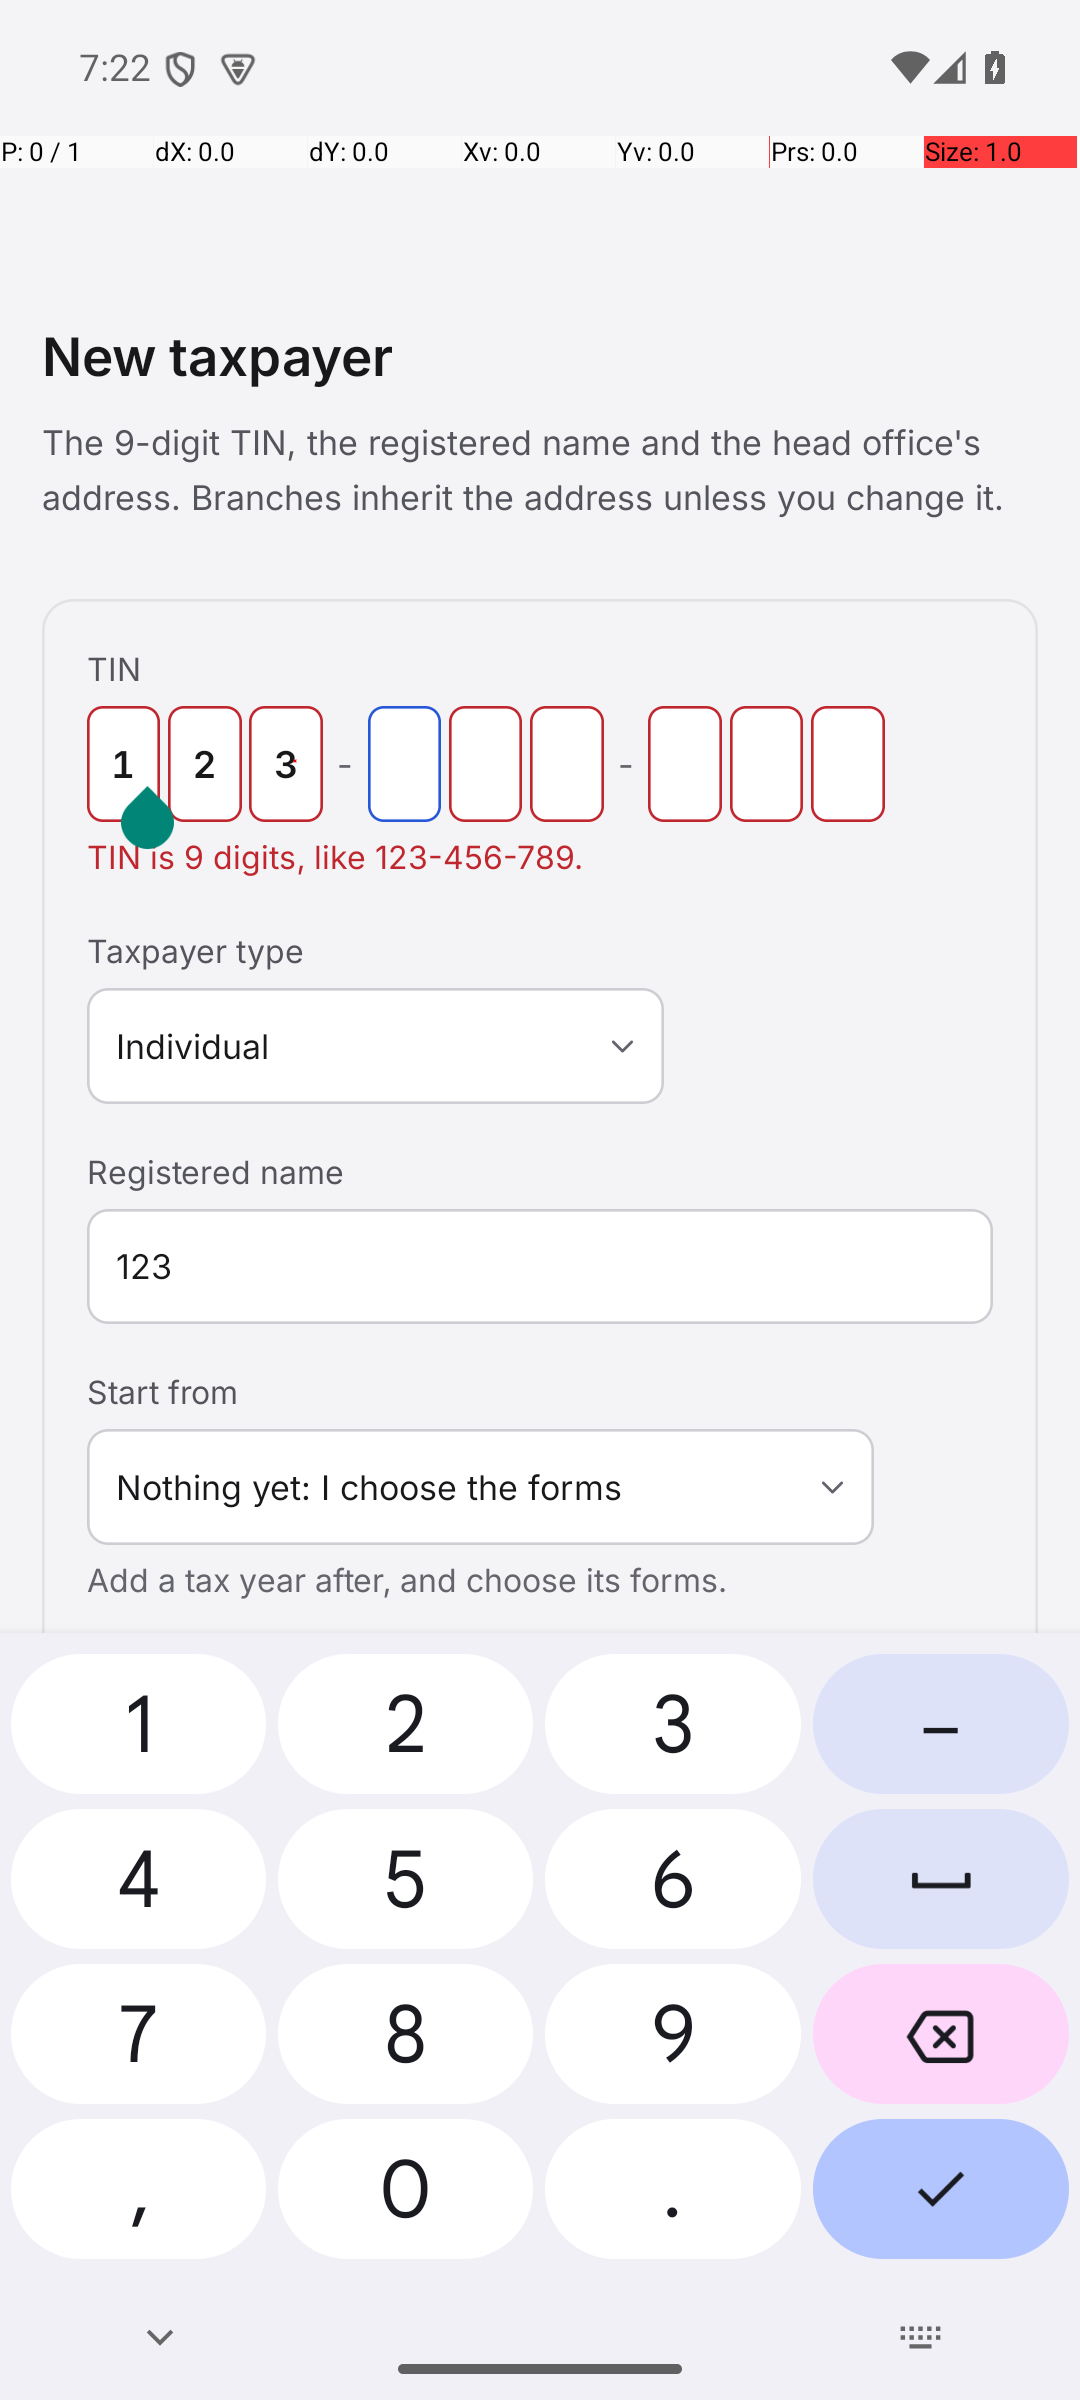 7:22
P: 0 / 1 dX: 0.0 dY: 0.0 Xv: 0.0 Yv: 0.0 Prs: 0.0 Size: 1.0
New taxpayer
The 9-digit TIN, the registered name and the head office's
address. Branches inherit the address unless you change it.
TIN
1 2 3 - -
TIN is 9 digits, like 123-456-789.
Taxpayer type
Individual
Registered name
123
Start from
Nothing yet: I choose the forms
Add a tax year after, and choose its forms.
1 2 3 –
4 5 6
7 8 9
, 0 .